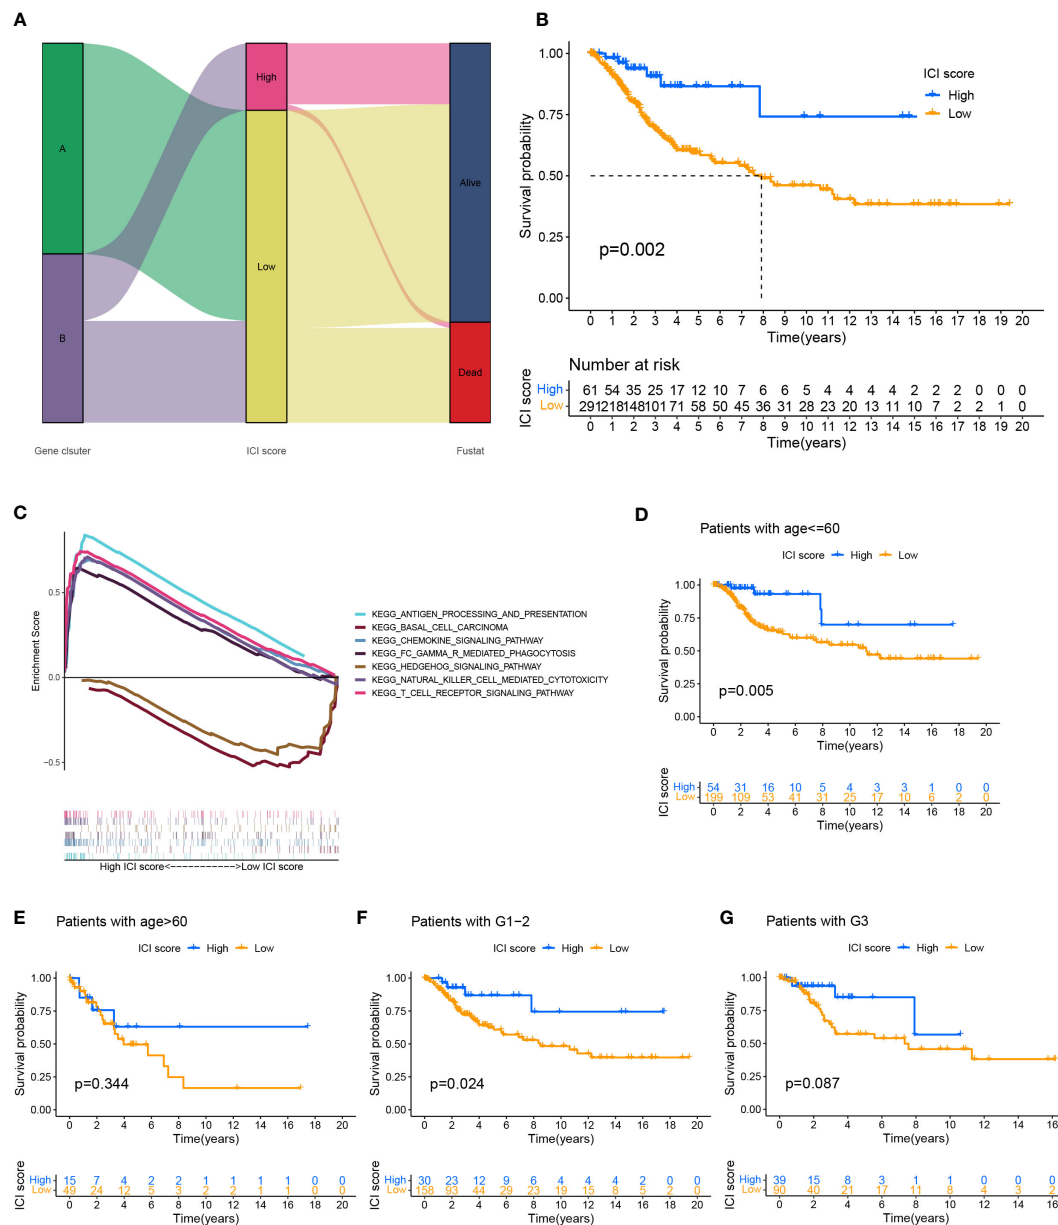 A
A
B
High
Low
Alive
Dead
Gene clsuter
ICI score
Fustat
B
Survival probability
1.00
0.75
0.50
0.25
0.00
ICI score
High
Low
p=0.002
0 1 2 3 4 5 6 7 8 9 10 11 12 13 14 15 16 17 18 19 20
Time(years)
Number at risk
ICI score
High 61 54 35 25 17 12 10 7 6 6 5 4 4 4 4 2 2 2 0 0 0
Low 291 218 148 101 71 58 50 45 36 31 28 23 20 13 11 10 7 2 2 1 0
0 1 2 3 4 5 6 7 8 9 10 11 12 13 14 15 16 17 18 19 20
Time(years)
C
Enrichment Score
0.5
0.0
−0.5
KEGG_ANTIGEN_PROCESSING_AND_PRESENTATION
KEGG_BASAL_CELL_CARCINOMA
KEGG_CHEMOKINE_SIGNALING_PATHWAY
KEGG_FC_GAMMA_R_MEDIATED_PHAGOCYTOSIS
KEGG_HEDGEHOG_SIGNALING_PATHWAY
KEGG_NATURAL_KILLER_CELL_MEDIATED_CYTOTOXICITY
KEGG_T_CELL_RECEPTOR_SIGNALING_PATHWAY
High ICI score<----------->Low ICI score
D
Patients with age<=60
ICI score High Low
Survival probability
1.00
0.75
0.50
0.25
0.00
p=0.005
0 2 4 6 8 10 12 14 16 18 20
Time(years)
ICI score
High 54 31 16 10 5 4 3 3 1 0 0
Low 199 109 53 41 31 25 17 10 6 2 0
0 2 4 6 8 10 12 14 16 18 20
Time(years)
E
Patients with age>60
ICI score High Low
Survival probability
1.00
0.75
0.50
0.25
0.00
p=0.344
0 2 4 6 8 10 12 14 16 18 20
Time(years)
ICI score
High 15 7 4 2 2 1 1 1 1 0 0
Low 49 24 12 5 3 2 2 1 1 0 0
0 2 4 6 8 10 12 14 16 18 20
Time(years)
F
Patients with G1−2
ICI score High Low
Survival probability
1.00
0.75
0.50
0.25
0.00
p=0.024
0 2 4 6 8 10 12 14 16 18 20
Time(years)
ICI score
High 30 23 12 9 6 4 4 4 2 0 0
Low 158 93 44 29 23 19 15 6 5 2 0
0 2 4 6 8 10 12 14 16 18 20
Time(years)
G
Patients with G3
ICI score High Low
Survival probability
1.00
0.75
0.50
0.25
0.00
p=0.087
0 2 4 6 8 10 12 14 16
Time(years)
ICI score
High 39 15 8 3 1 1 0 0 0
Low 90 40 21 17 11 8 4 3 2
0 2 4 6 8 10 12 14 16
Time(years)